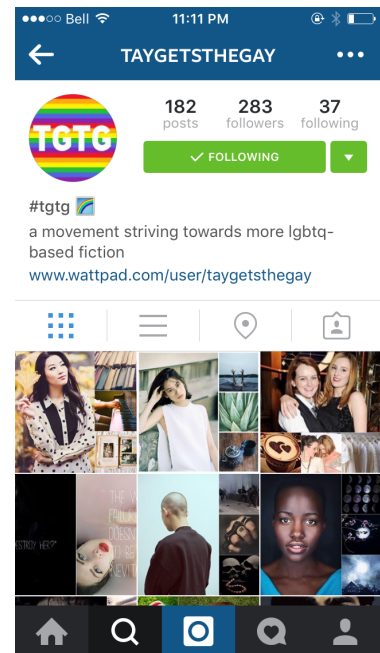 Bell 11:11 PM
TAYGETSTHEGAY
182 283 37
posts followers following
TGTG
FOLLOWING
#tgtg
a movement striving towards more lgbtq-
based fiction
www.wattpad.com/user/taygetsthegay